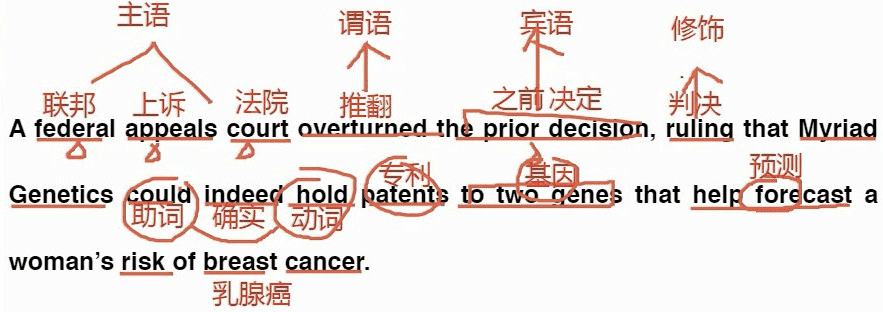 主语 谓语 宾语 修饰
联邦 上诉 法院 推翻 之前决定 判决
A federal appeals court overturned the prior decision, ruling that Myriad
专利 基因 预测
Genetics could indeed hold patents to two genes that help forecast a
助词 确实 动词
woman's risk of breast cancer.
乳腺癌